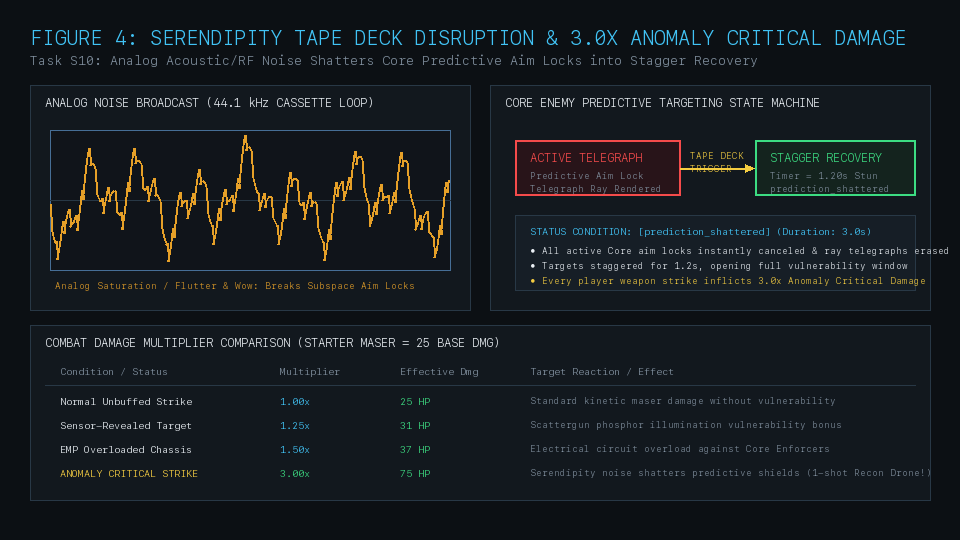 FIGURE 4: SERENDIPITY TAPE DECK DISRUPTION & 3.0X ANOMALY CRITICAL DAMAGE
Task S10: Analog Acoustic/RF Noise Shatters Core Predictive Aim Locks into Stagger Recovery
ANALOG NOISE BROADCAST (44.1 kHz CASSETTE LOOP)
Analog Saturation / Flutter & Wow: Breaks Subspace Aim Locks
CORE ENEMY PREDICTIVE TARGETING STATE MACHINE
ACTIVE TELEGRAPH
Predictive Aim Lock
Telegraph Ray Rendered
TAPE DECK
TRIGGER
STAGGER RECOVERY
Timer = 1.20s Stun
prediction_shattered
STATUS CONDITION: [prediction_shattered] (Duration: 3.0s)
• All active Core aim locks instantly canceled & ray telegraphs erased
• Targets staggered for 1.2s, opening full vulnerability window
• Every player weapon strike inflicts 3.0x Anomaly Critical Damage
COMBAT DAMAGE MULTIPLIER COMPARISON (STARTER MASER = 25 BASE DMG)
Condition / Status Multiplier Effective Dmg Target Reaction / Effect
Normal Unbuffed Strike 1.00x 25 HP Standard kinetic maser damage without vulnerability
Sensor-Revealed Target 1.25x 31 HP Scattergun phosphor illumination vulnerability bonus
EMP Overloaded Chassis 1.50x 37 HP Electrical circuit overload against Core Enforcers
ANOMALY CRITICAL STRIKE 3.00x 75 HP Serendipity noise shatters predictive shields (1-shot Recon Drone!)